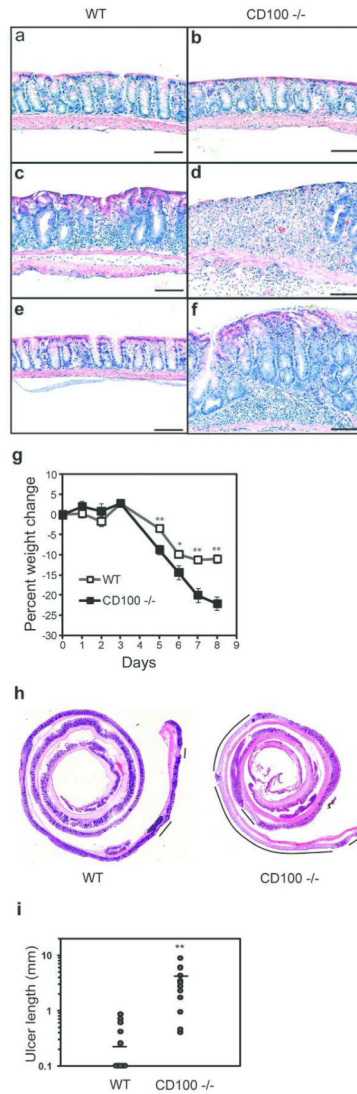 WT CD100 -/-
a b
c d
e f
g
Percent weight change
10
5
0
-5
-10
-15
-20
-25
-30
** * ** **
WT
CD100 -/-
0 1 2 3 4 5 6 7 8 9
Days
h
WT CD100 -/-
i
Ulcer length (mm)
10
1
0.1
**
WT CD100 -/-